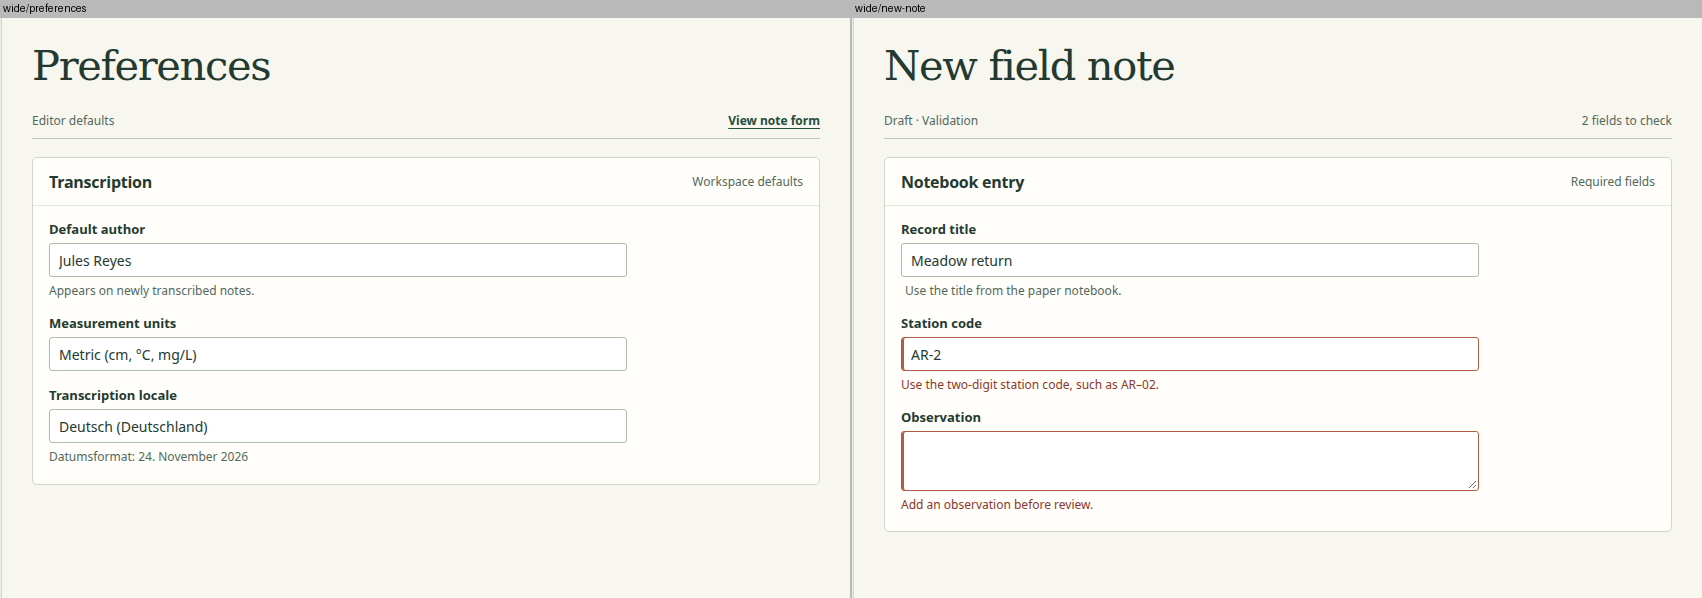 wide/preferences
Preferences
Editor defaults
View note form
Transcription
Workspace defaults
Default author
Jules Reyes
Appears on newly transcribed notes.
Measurement units
Metric (cm, °C, mg/L)
Transcription locale
Deutsch (Deutschland)
Datumsformat: 24. November 2026
wide/new-note
New field note
Draft · Validation
2 fields to check
Notebook entry
Required fields
Record title
Meadow return
Use the title from the paper notebook.
Station code
AR-2
Use the two-digit station code, such as AR–02.
Observation
Add an observation before review.